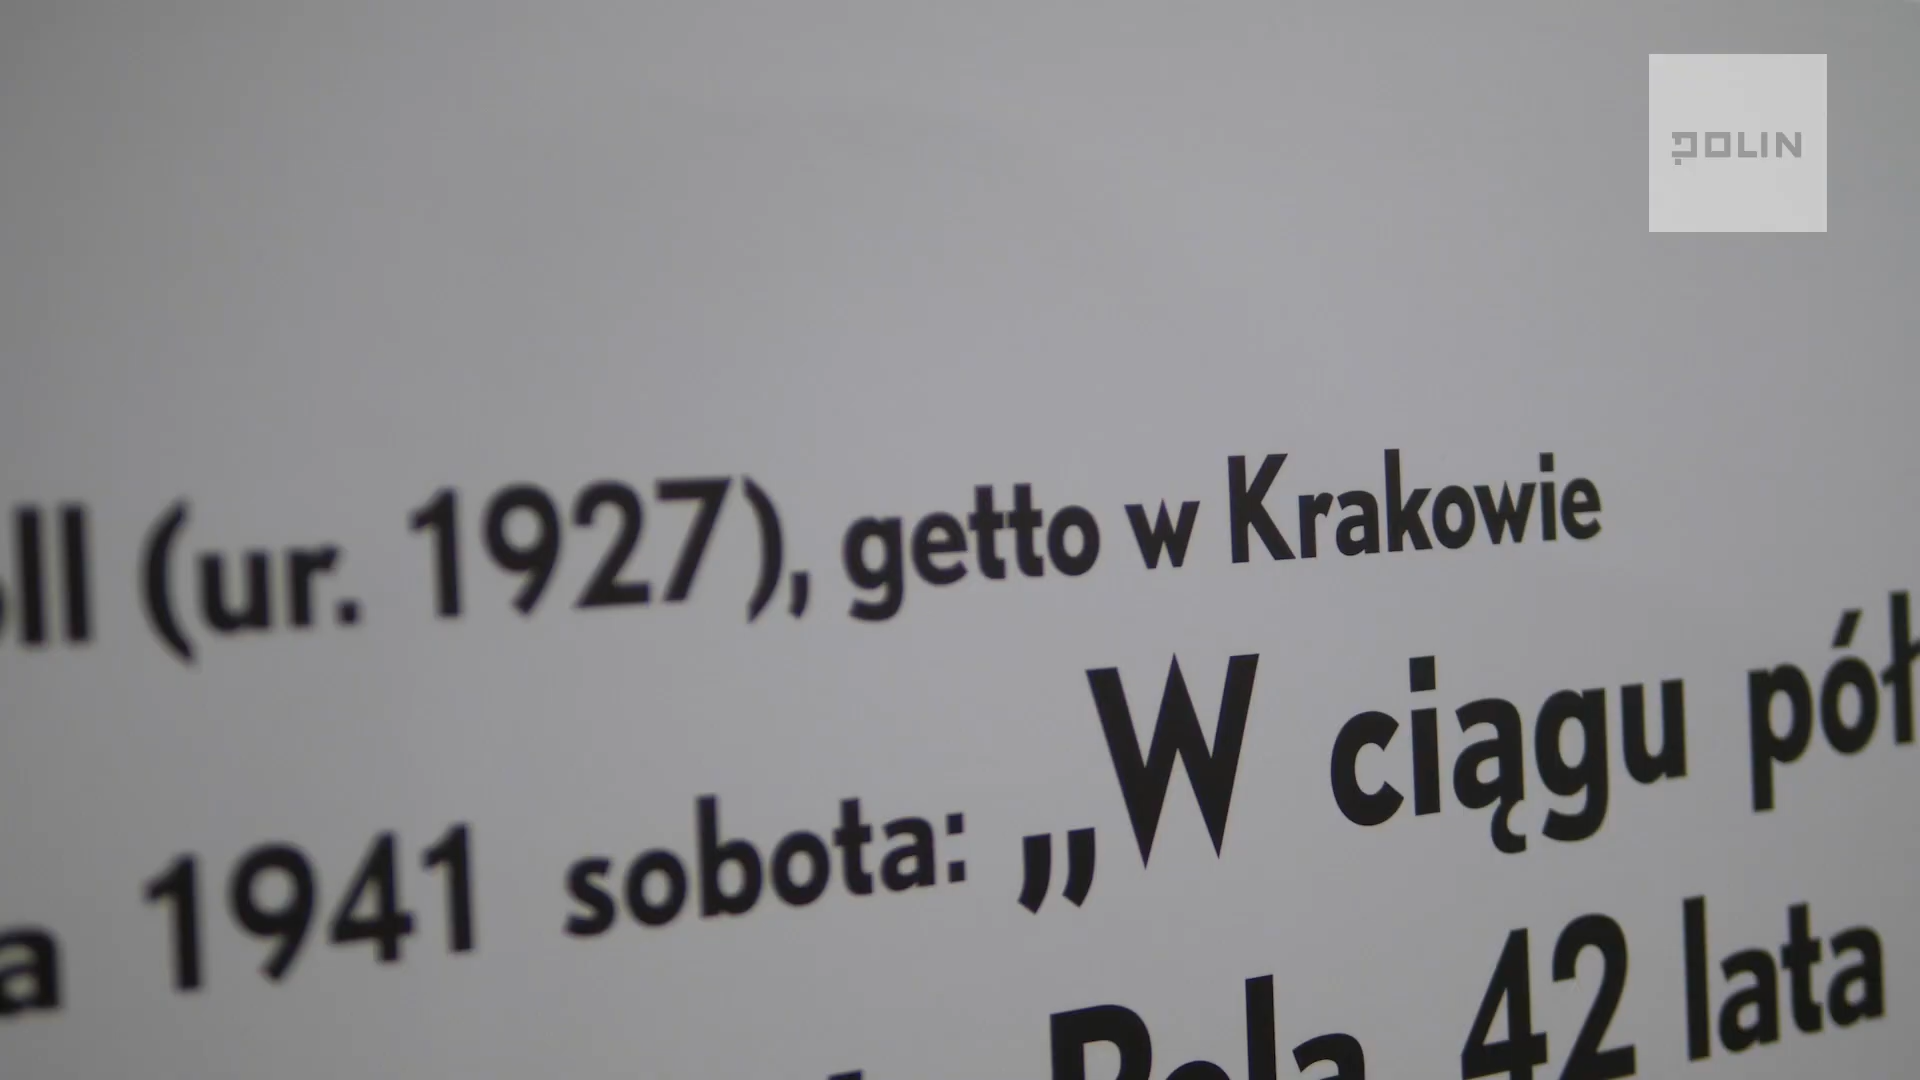 POLIN
ll (ur. 1927), getto w Krakowie
a 1941 sobota: „W ciągu pół
42 lata